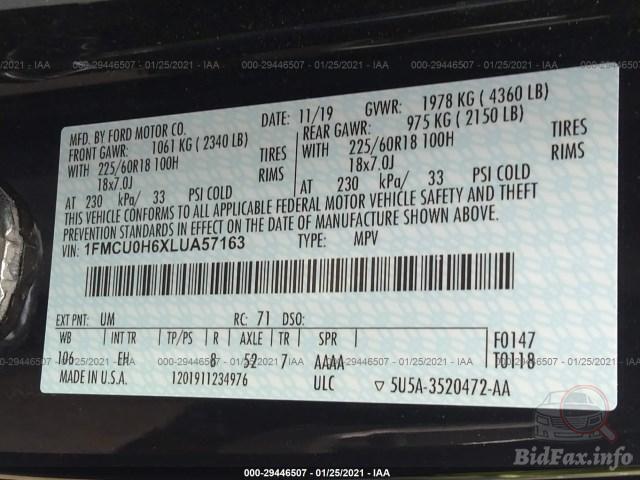 000-29446507 - 01/25/2021 - IAA
MFD. BY FORD MOTOR CO. DATE: 11/19 GVWR: 1978 KG ( 4360 LB)
FRONT GAWR: 1061 KG ( 2340 LB) REAR GAWR: 975 KG ( 2150 LB)
WITH 225/60R18 100H TIRES WITH 225/60R18 100H TIRES
18x7.0J RIMS 18x7.0J RIMS
AT 230 kPa/ 33 PSI COLD AT 230 kPa/ 33 PSI COLD
THIS VEHICLE CONFORMS TO ALL APPLICABLE FEDERAL MOTOR VEHICLE SAFETY AND THEFT
PREVENTION STANDARDS IN EFFECT ON THE DATE OF MANUFACTURE SHOWN ABOVE.
VIN: 1FMCU0H6XLUA57163 TYPE: MPV
EXT PNT: UM RC: 71 DSO:
WB INT TR TP/PS R AXLE TR SPR F0147
106 EH 8 52 7 AAAA T0118
000-29446507 - 01/25/2021 - IAA
MADE IN U.S.A. 1201911234976 ULC ▽ 5U5A-3520472-AA
BidFax.info
000-29446507 - 01/25/2021 - IAA